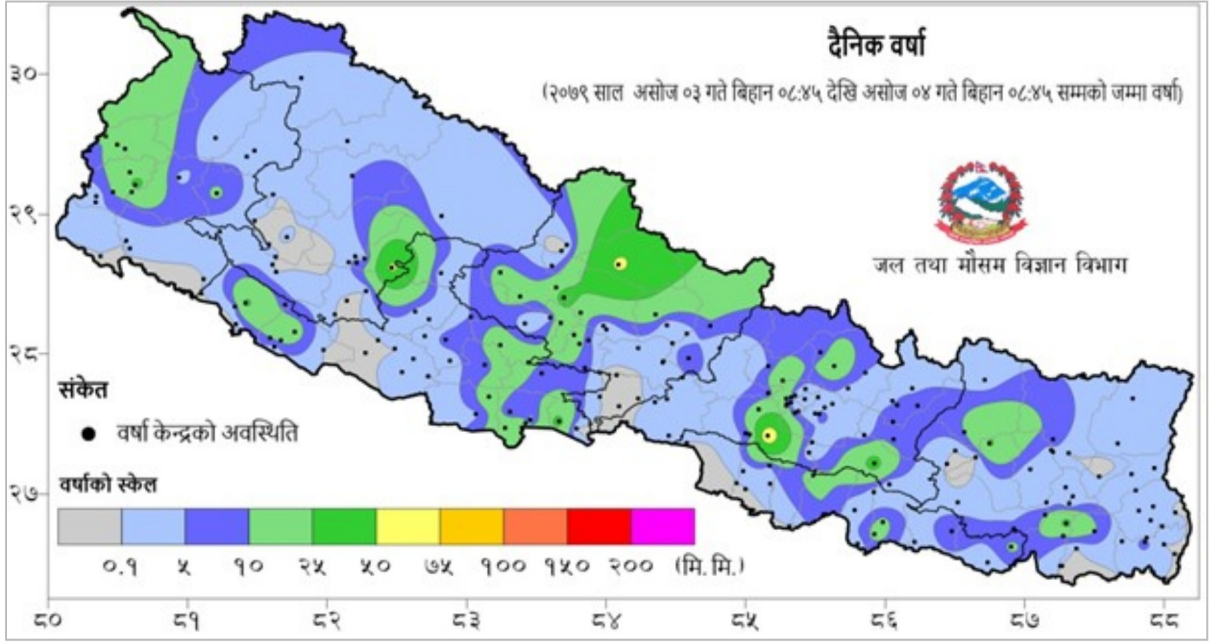 दैनिक वर्षा
(२०७९ साल असोज ०३ गते बिहान ०८:४५ देखि असोज ०४ गते बिहान ०८:४५ सम्मको जम्मा वर्षा)
जल तथा मौसम विज्ञान विभाग
३०
२९
२८
२७
संकेत
वर्षा केन्द्रको अवस्थिति
वर्षाको स्केल
०.१ ५ १० २५ ५० ७५ १०० १५० २०० (मि. मि.)
८० ८१ ८२ ८३ ८४ ८५ ८६ ८७ ८८